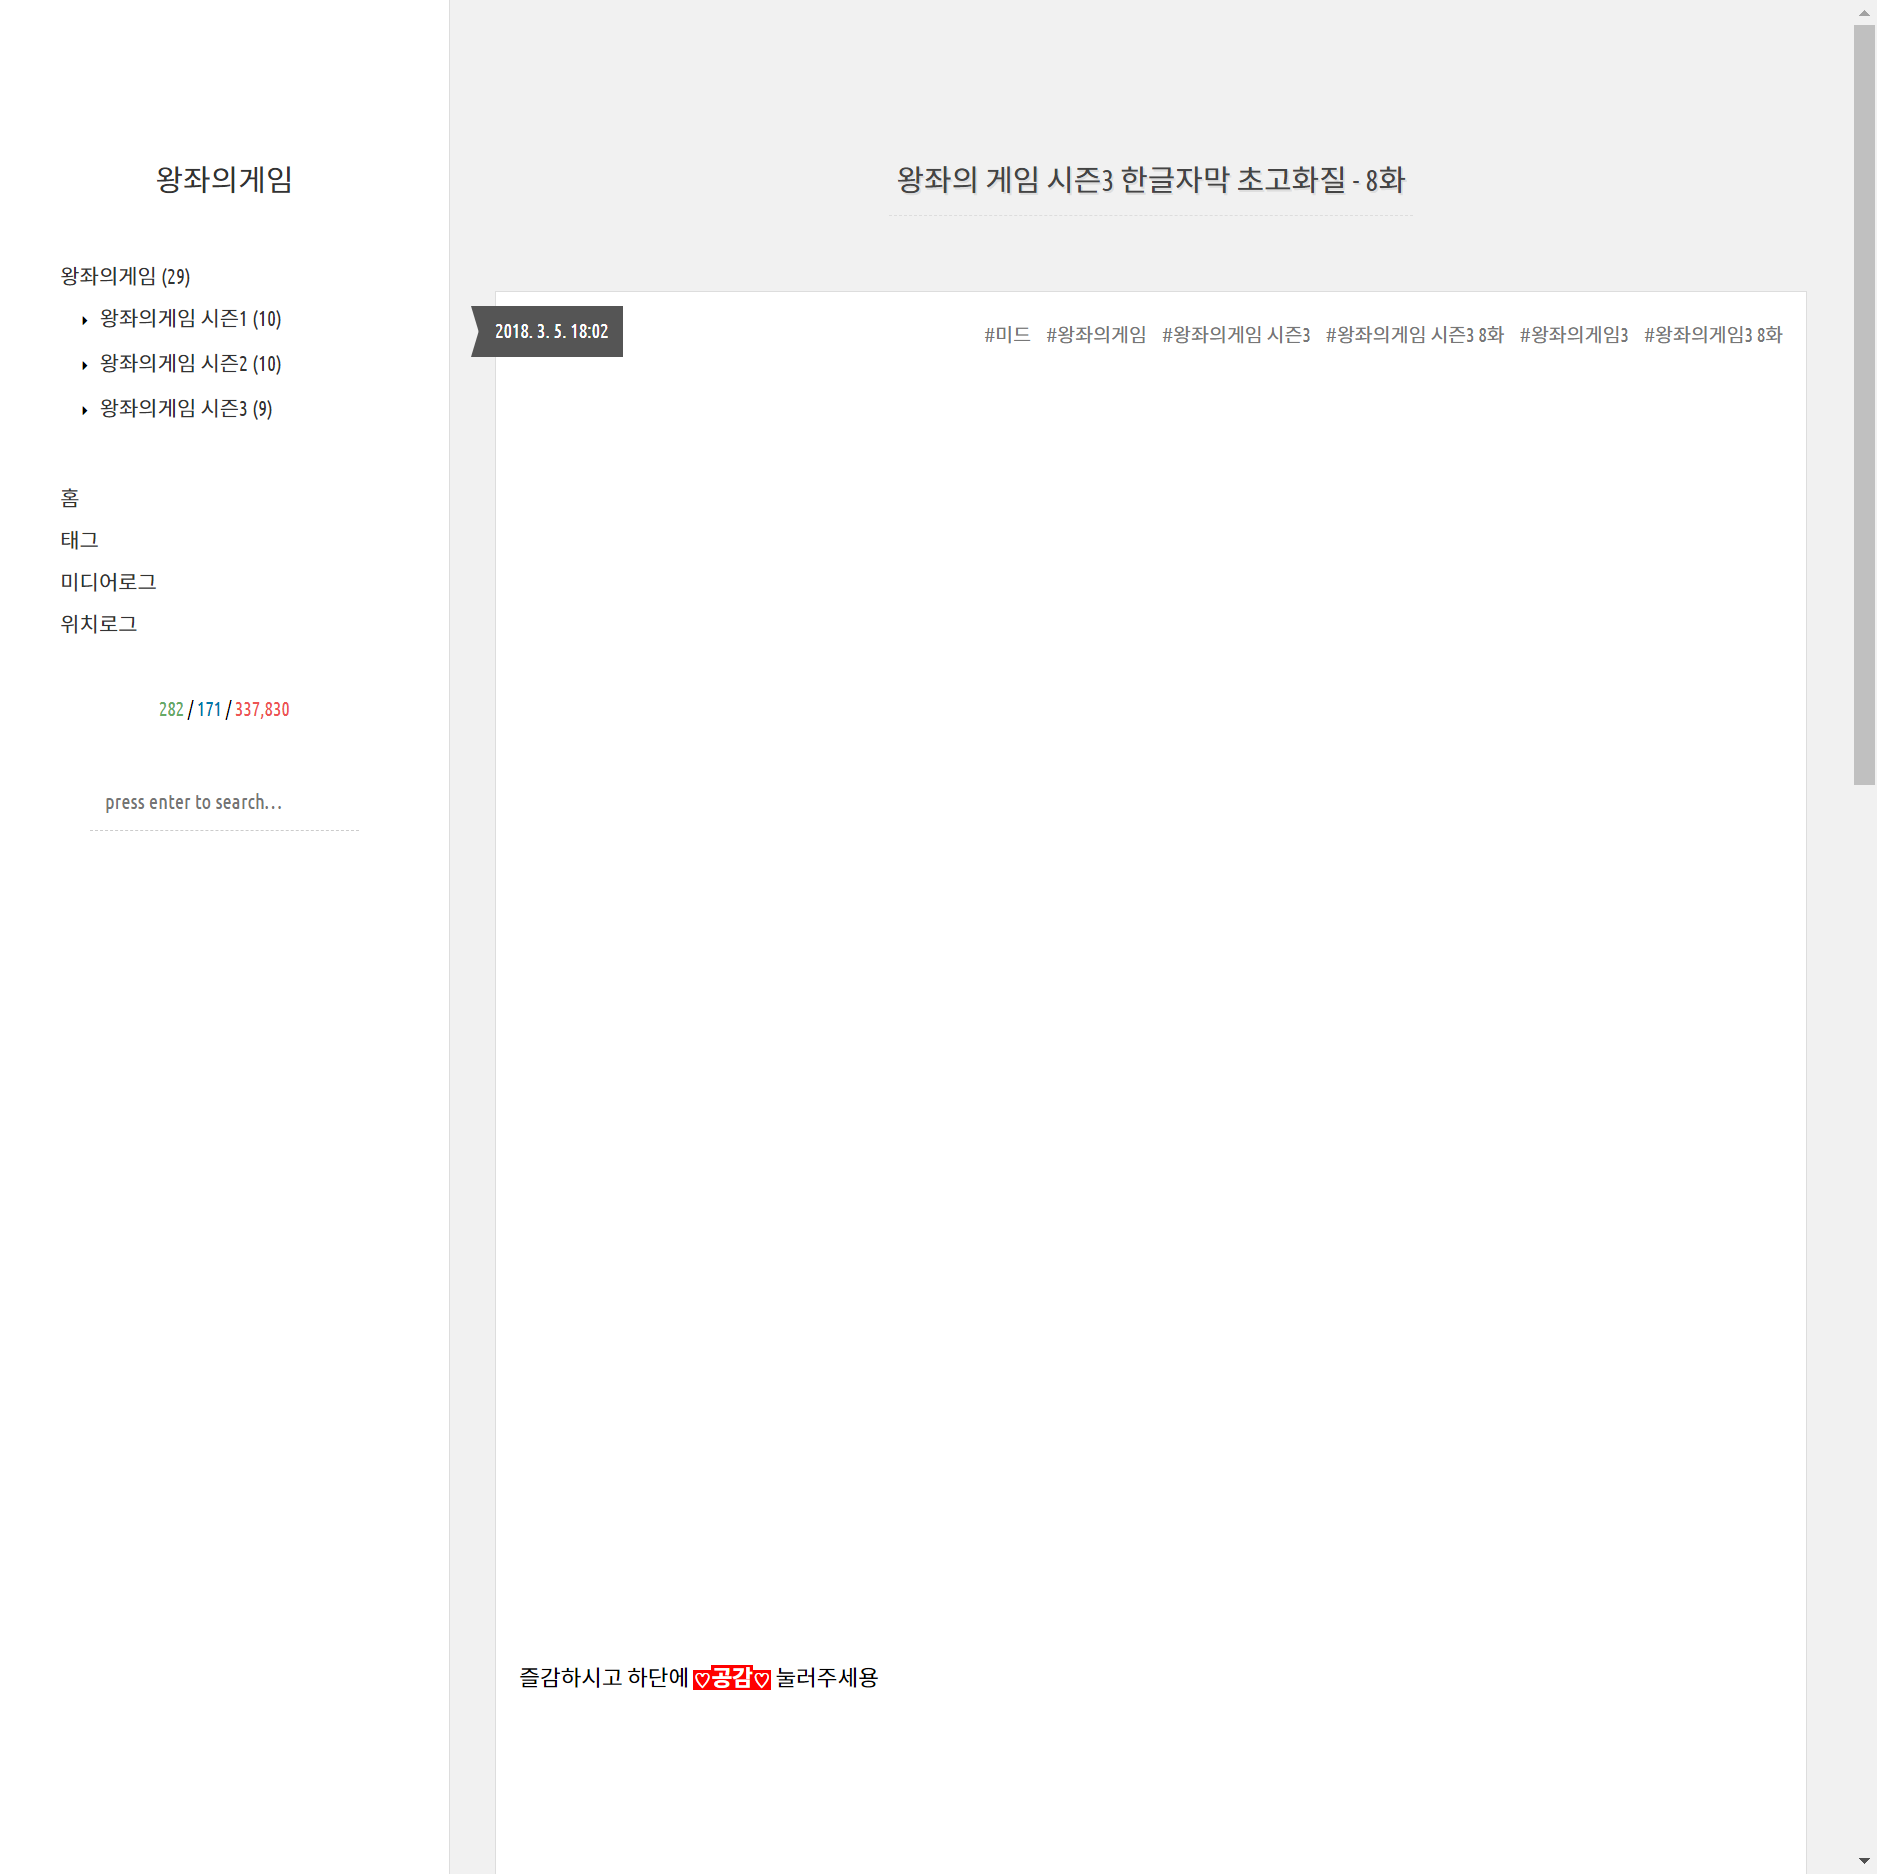 왕좌의게임
왕좌의게임 (29)
왕좌의게임 시즌1 (10)
왕좌의게임 시즌2 (10)
왕좌의게임 시즌3 (9)
홈
태그
미디어로그
위치로그
282 / 171 / 337,830
press enter to search...
왕좌의 게임 시즌3 한글자막 초고화질 - 8화
2018. 3. 5. 18:02
#미드 #왕좌의게임 #왕좌의게임 시즌3 #왕좌의게임 시즌3 8화 #왕좌의게임3 #왕좌의게임3 8화
즐감하시고 하단에 ♡공감♡ 눌러주세용